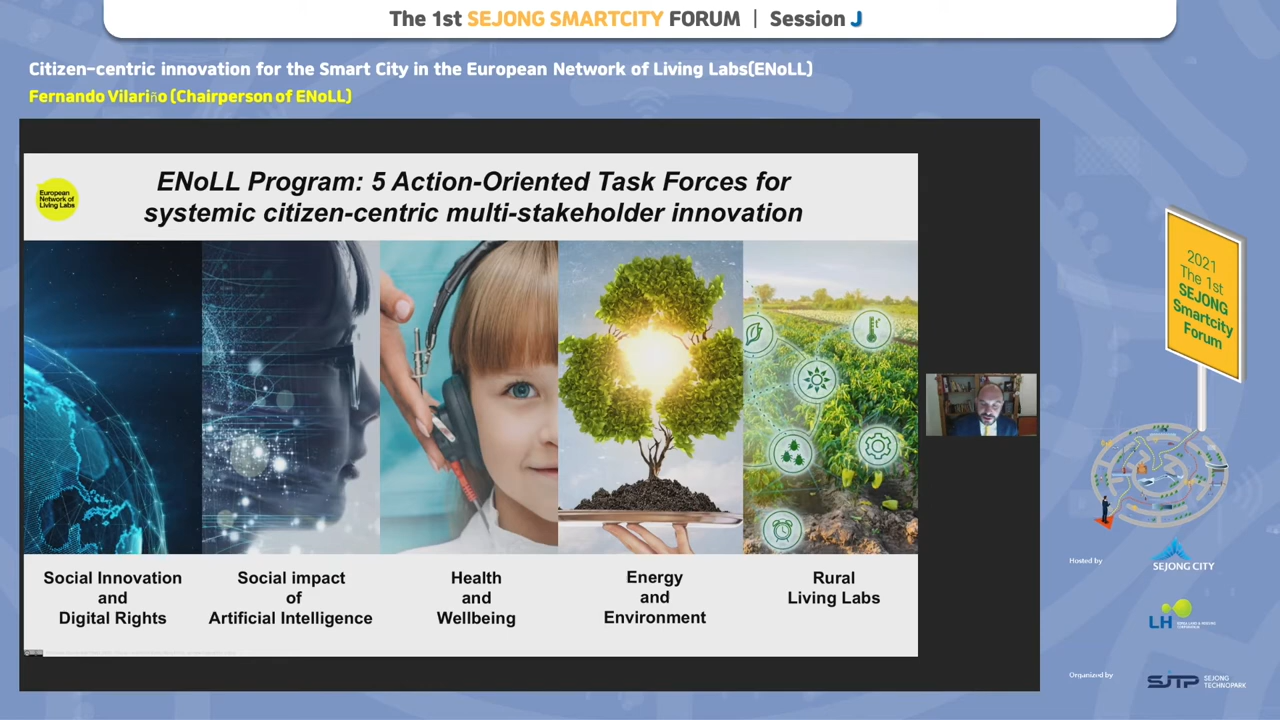 The 1st SEJONG SMARTCITY FORUM | Session J
Citizen-centric innovation for the Smart City in the European Network of Living Labs(ENoLL)
Fernando Vilariño (Chairperson of ENoLL)
European
Network of
Living Labs
ENoLL Program: 5 Action-Oriented Task Forces for
systemic citizen-centric multi-stakeholder innovation
Social Innovation
and
Digital Rights
Social impact
of
Artificial Intelligence
Health
and
Wellbeing
Energy
and
Environment
Rural
Living Labs
2021
The 1st
SEJONG
Smartcity
Forum
Hosted by
SEJONG CITY
LH
Organized by
SJTP
SEJONG
TECHNOPARK